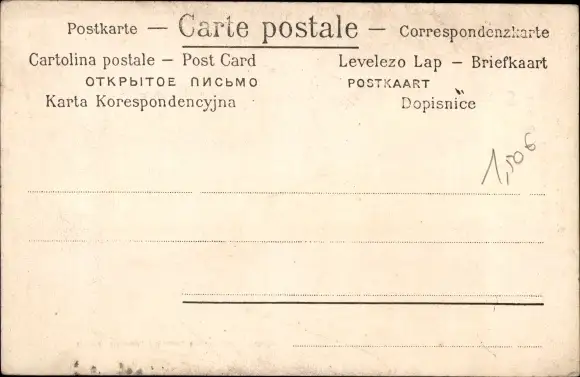 Postkarte — Carte postale — Correspondenzkarte
Cartolina postale – Post Card Levelezo Lap – Briefkaart
ОТКРЫТОЕ ПИСЬМО POSTKAART
Karta Korespondencyjna Dopisnice
1,50€